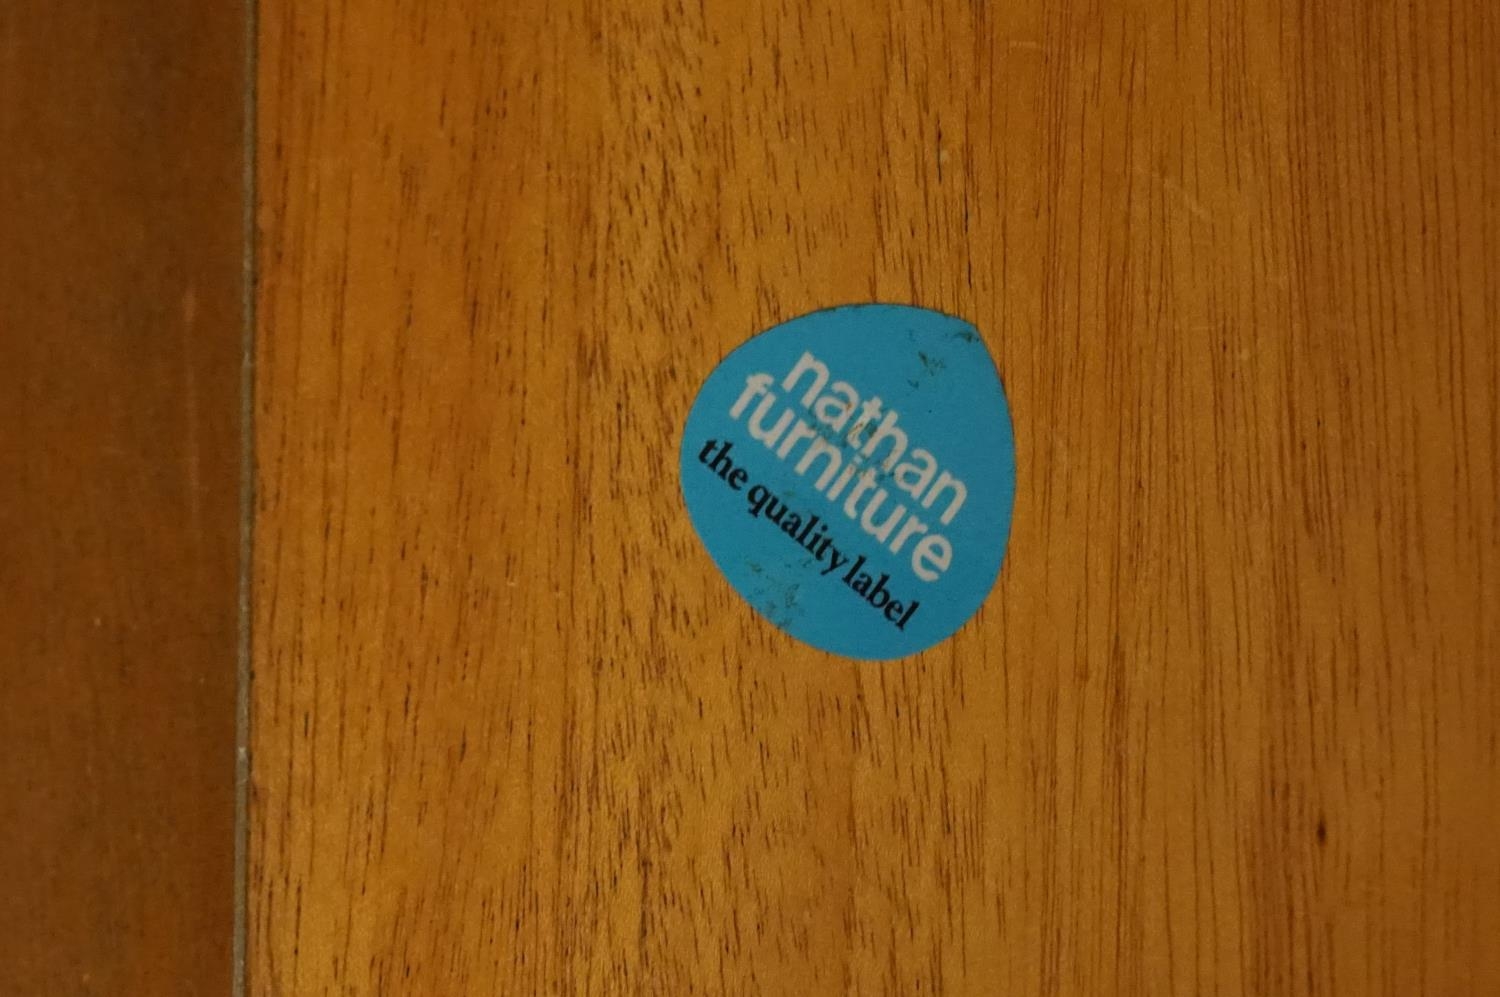 nathan
furniture
the quality label